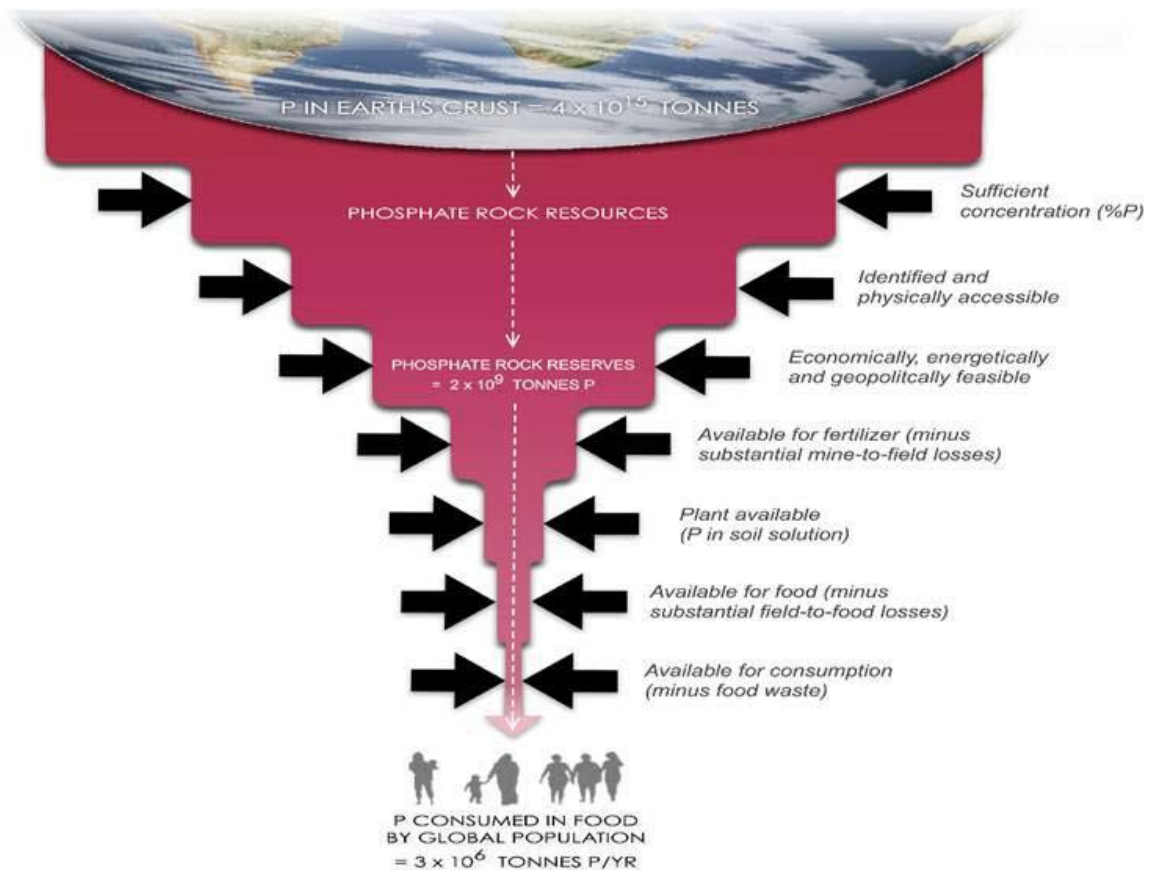 P IN EARTH'S CRUST = 4 x 10¹⁵ TONNES
PHOSPHATE ROCK RESOURCES
Sufficient
concentration (%P)
Identified and
physically accessible
PHOSPHATE ROCK RESERVES
= 2 x 10⁹ TONNES P
Economically, energetically
and geopolitcally feasible
Available for fertilizer (minus
substantial mine-to-field losses)
Plant available
(P in soil solution)
Available for food (minus
substantial field-to-food losses)
Available for consumption
(minus food waste)
P CONSUMED IN FOOD
BY GLOBAL POPULATION
= 3 x 10⁶ TONNES P/YR